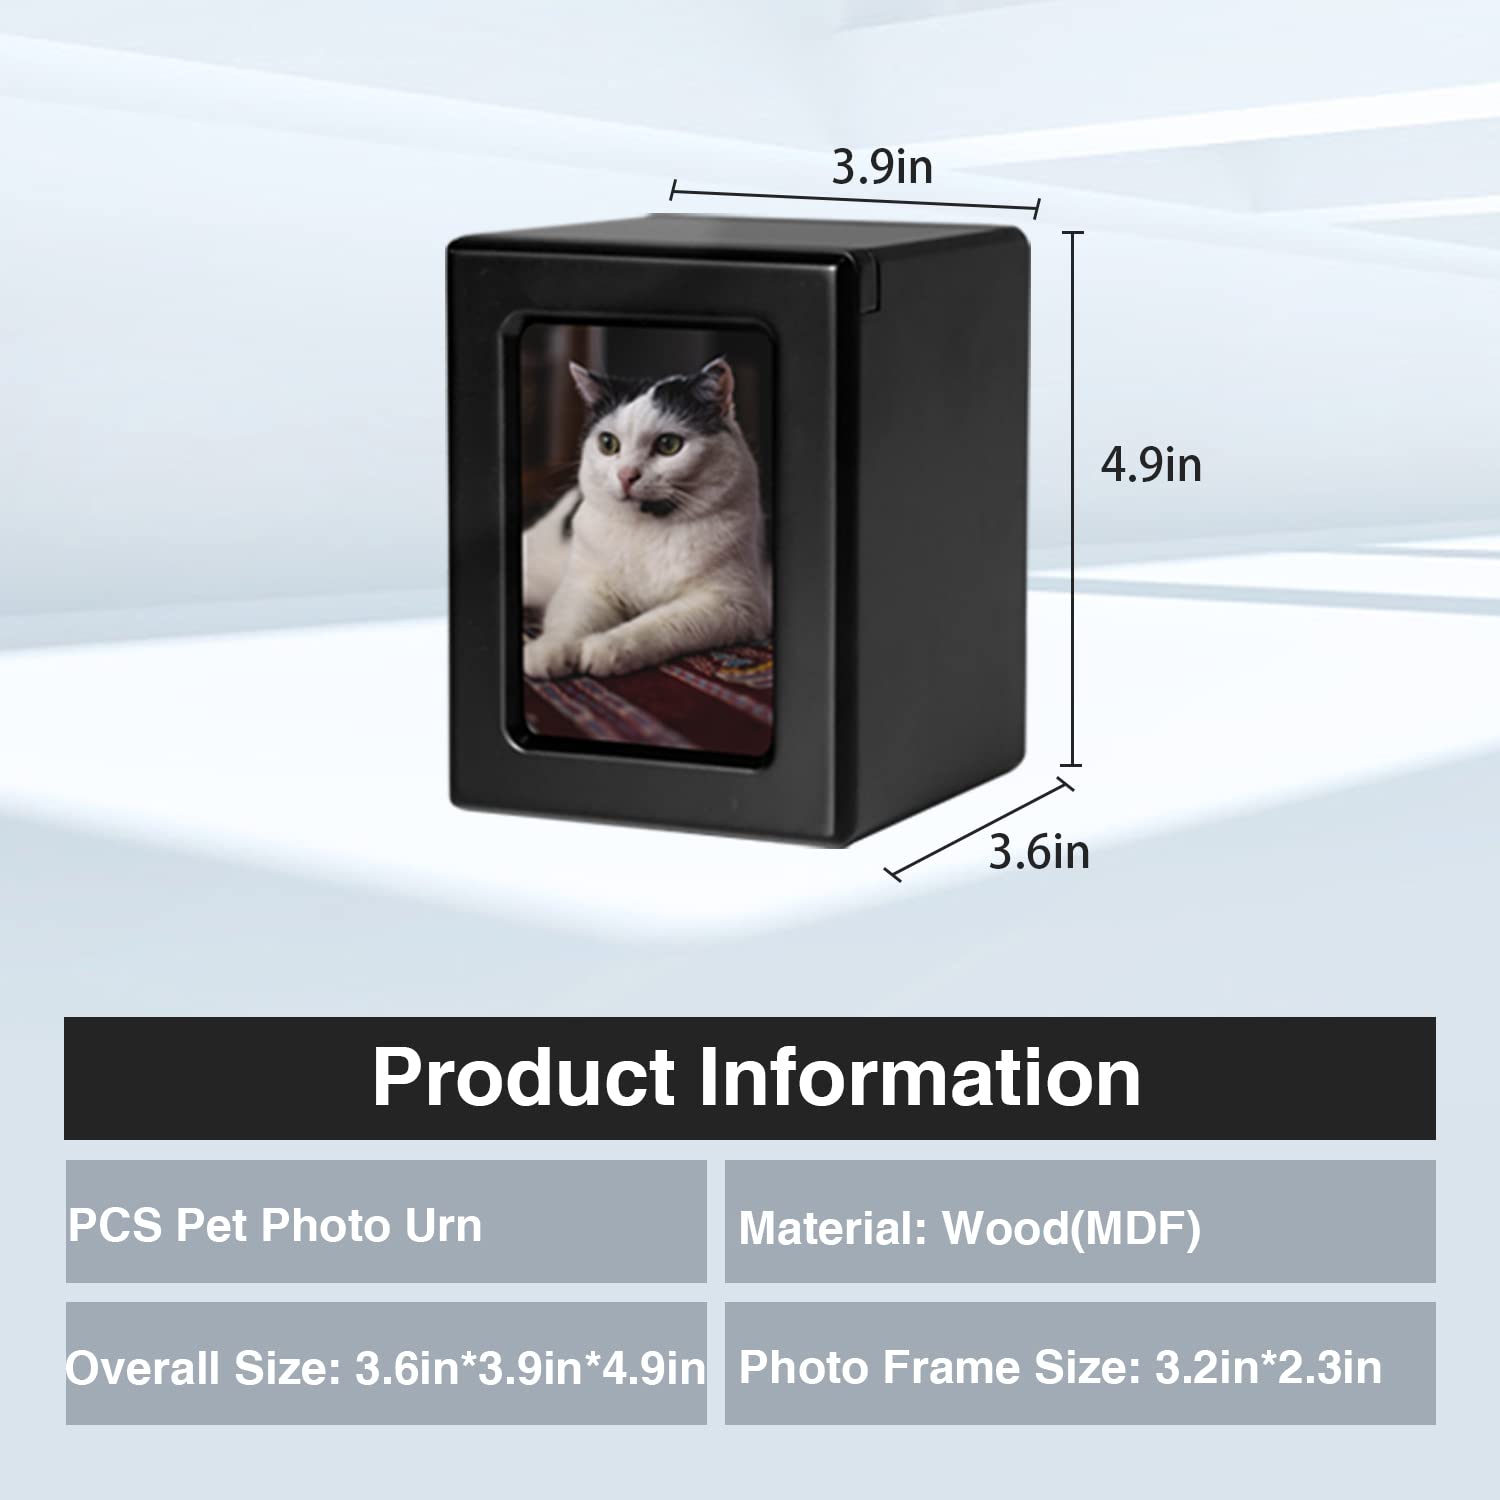 3.9in
4.9in
3.6in
Product Information
PCS Pet Photo Urn
Material: Wood(MDF)
Overall Size: 3.6in*3.9in*4.9in
Photo Frame Size: 3.2in*2.3in